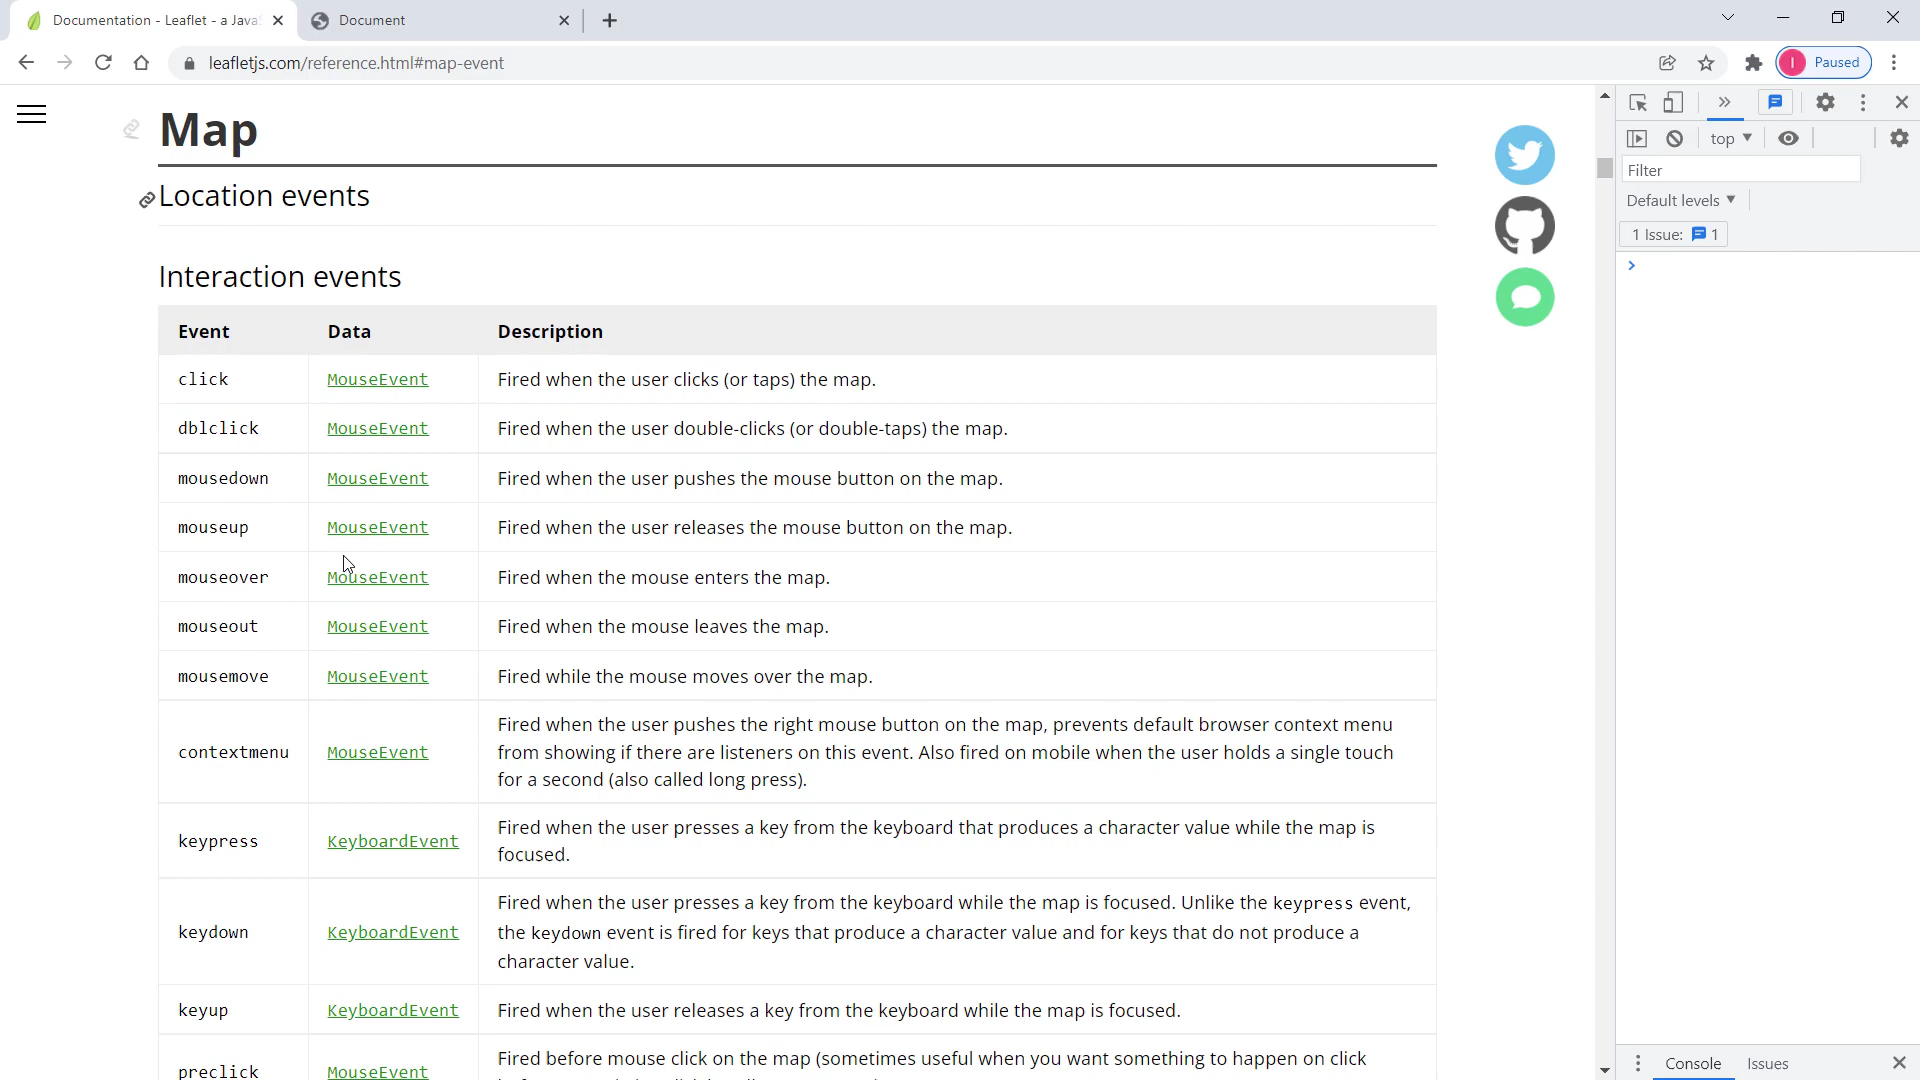 Documentation - Leaflet - a JavaS
Document
leafletjs.com/reference.html#map-event
I
Paused
Map
Location events
Interaction events
Event Data Description
click MouseEvent Fired when the user clicks (or taps) the map.
dblclick MouseEvent Fired when the user double-clicks (or double-taps) the map.
mousedown MouseEvent Fired when the user pushes the mouse button on the map.
mouseup MouseEvent Fired when the user releases the mouse button on the map.
mouseover MouseEvent Fired when the mouse enters the map.
mouseout MouseEvent Fired when the mouse leaves the map.
mousemove MouseEvent Fired while the mouse moves over the map.
contextmenu MouseEvent Fired when the user pushes the right mouse button on the map, prevents default browser context menu
from showing if there are listeners on this event. Also fired on mobile when the user holds a single touch
for a second (also called long press).
keypress KeyboardEvent Fired when the user presses a key from the keyboard that produces a character value while the map is
focused.
keydown KeyboardEvent Fired when the user presses a key from the keyboard while the map is focused. Unlike the keypress event,
the keydown event is fired for keys that produce a character value and for keys that do not produce a
character value.
keyup KeyboardEvent Fired when the user releases a key from the keyboard while the map is focused.
preclick MouseEvent Fired before mouse click on the map (sometimes useful when you want something to happen on click
top
Filter
Default levels
1 Issue: 1
Console
Issues